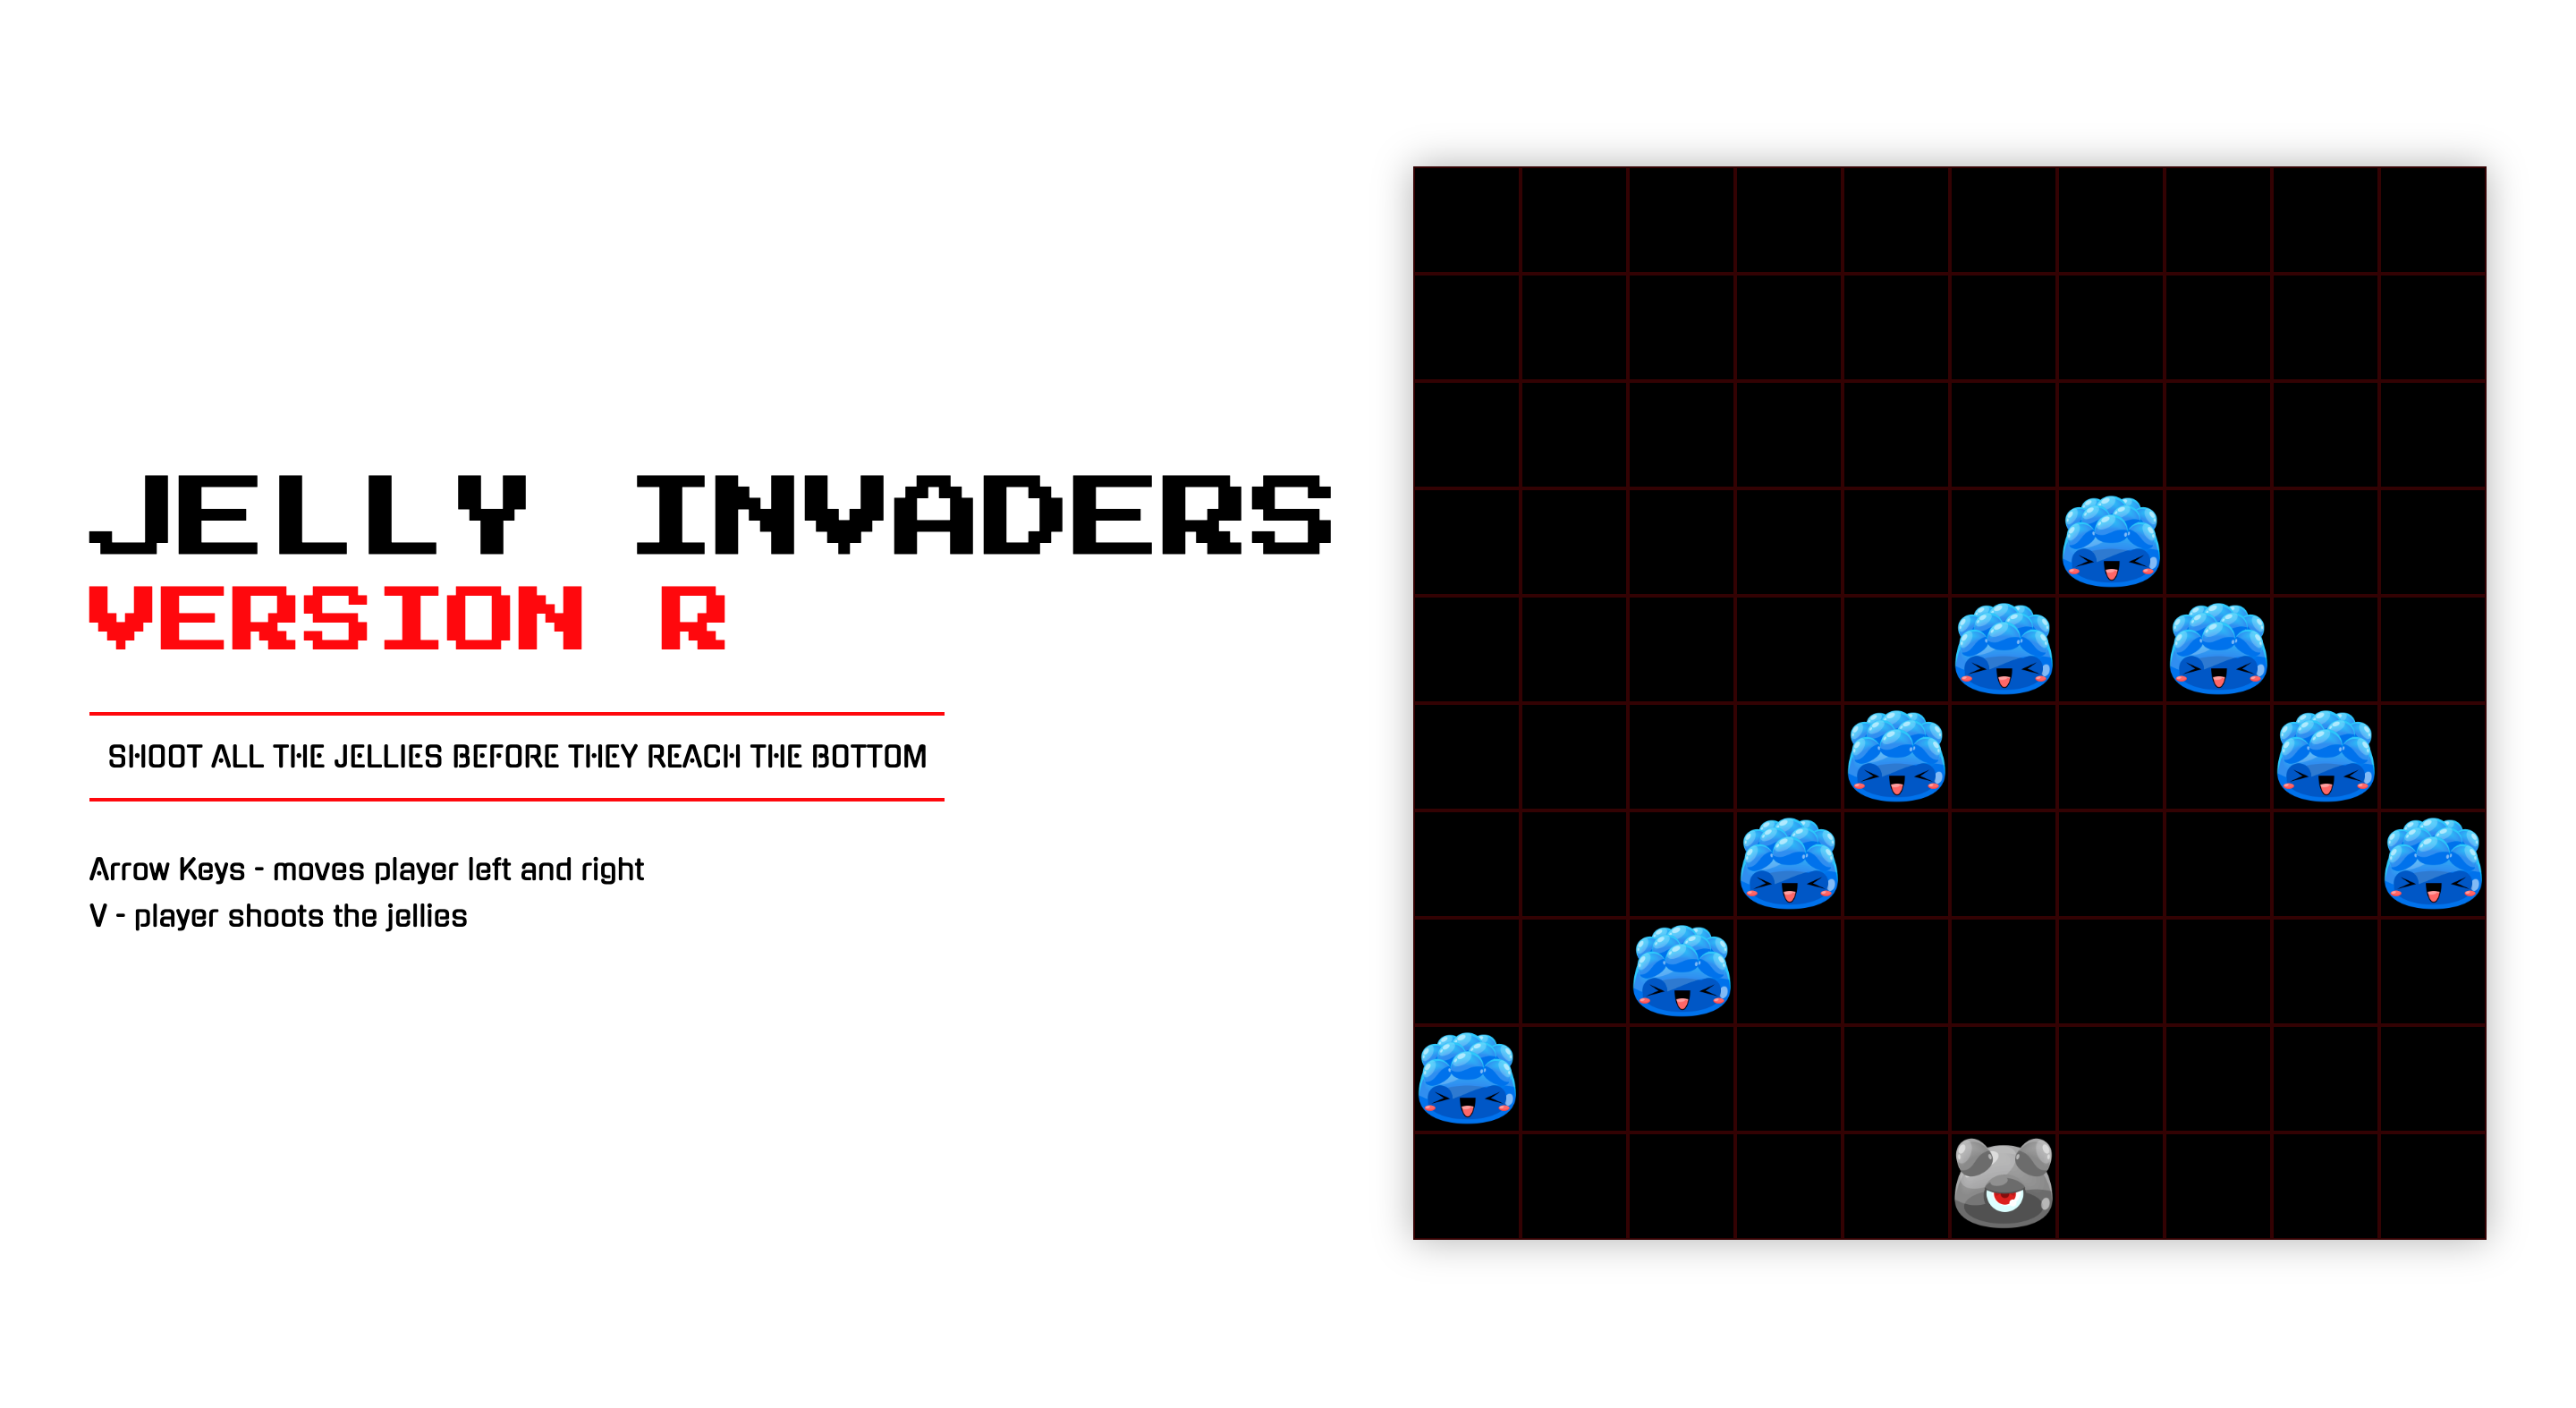 JELLY INVADERS
VERSION R
SHOOT ALL THE JELLIES BEFORE THEY REACH THE BOTTOM
Arrow Keys - moves player left and right
V - player shoots the jellies